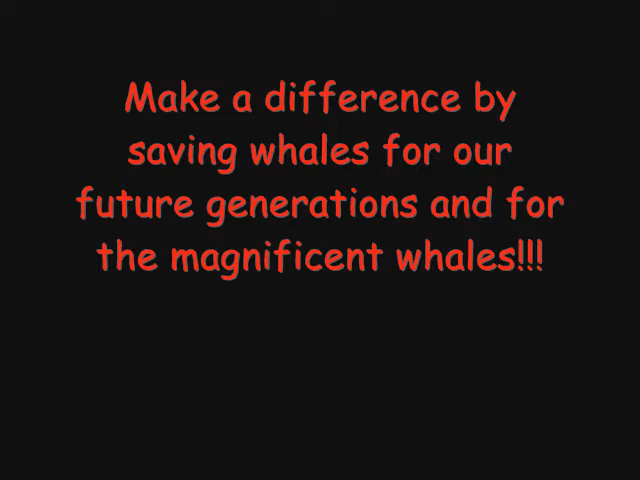 Make a difference by
saving whales for our
future generations and for
the magnificent whales!!!